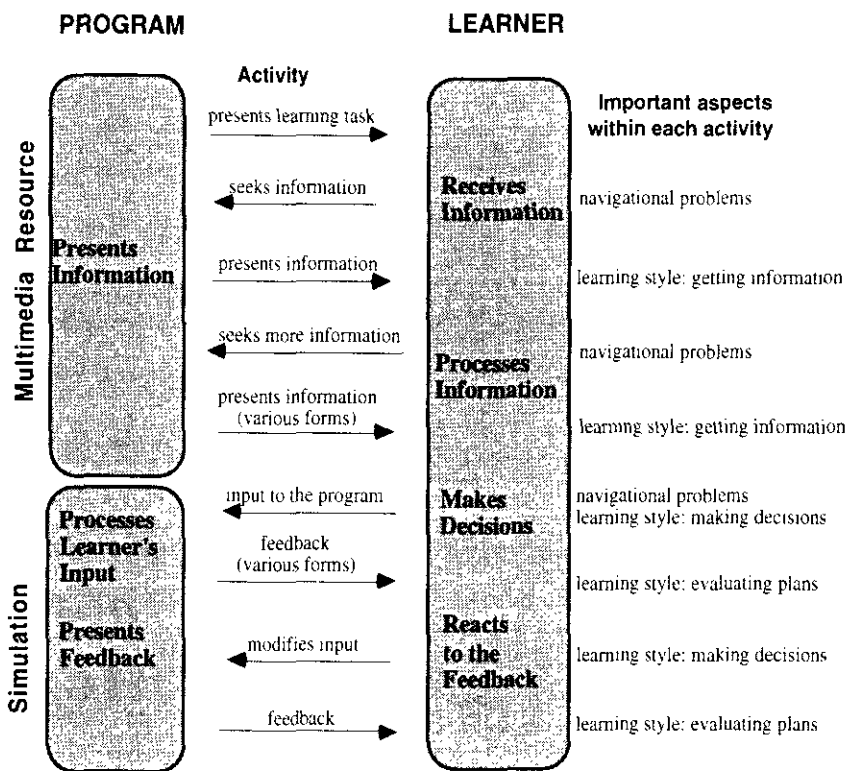 PROGRAM
LEARNER
Activity
Important aspects
within each activity
Multimedia Resource
Presents
Information
presents learning task
seeks information
presents information
seeks more information
presents information
(various forms)
Receives
Information
Processes
Information
navigational problems
learning style: getting information
navigational problems
learning style: getting information
Simulation
Processes
Learner's
Input
Presents
Feedback
input to the program
feedback
(various forms)
modifies input
feedback
Makes
Decisions
Reacts
to the
Feedback
navigational problems
learning style: making decisions
learning style: evaluating plans
learning style: making decisions
learning style: evaluating plans